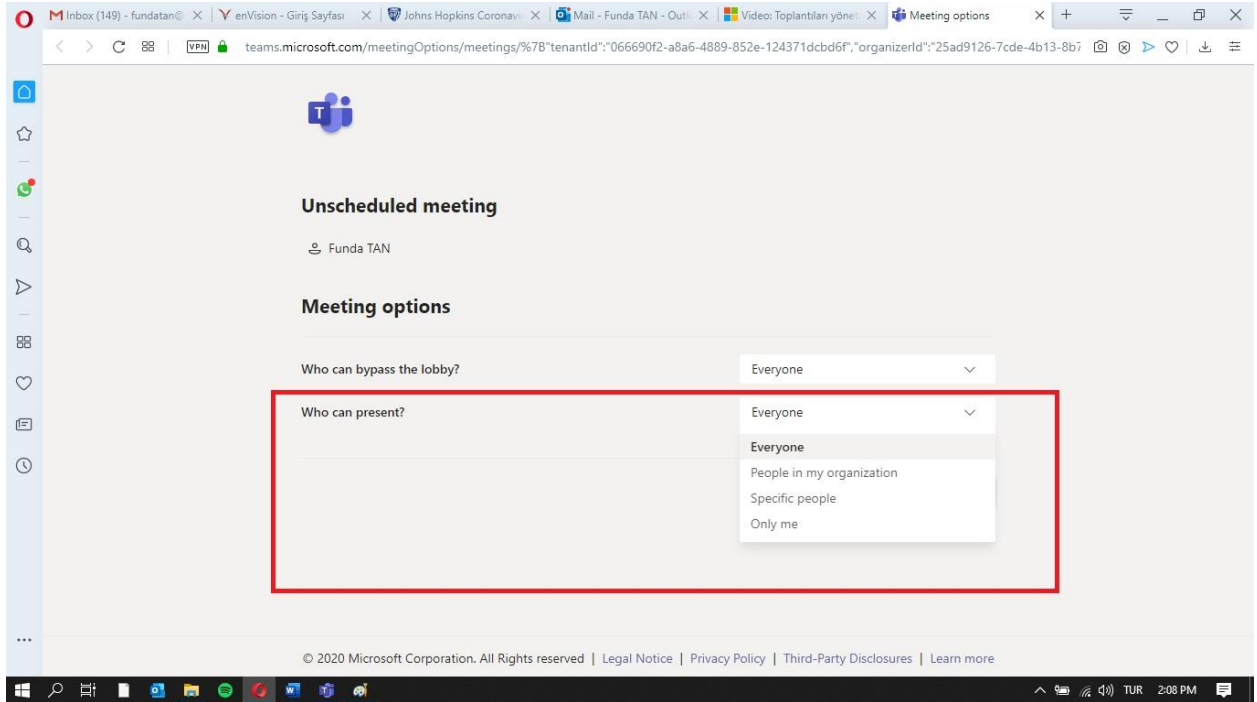 Inbox (149) - fundatan@
enVision - Giriş Sayfası
Johns Hopkins Coronavi
Mail - Funda TAN - Outl
Video: Toplantıları yönet
Meeting options
VPN
teams.microsoft.com/meetingOptions/meetings/%7B"tenantId":"066690f2-a8a6-4889-852e-124371dcbd6f","organizerId":"25ad9126-7cde-4b13-8b7
T
Unscheduled meeting
Funda TAN
Meeting options
Who can bypass the lobby? Everyone
Who can present? Everyone
Everyone
People in my organization
Specific people
Only me
© 2020 Microsoft Corporation. All Rights reserved | Legal Notice | Privacy Policy | Third-Party Disclosures | Learn more
TUR 2:08 PM